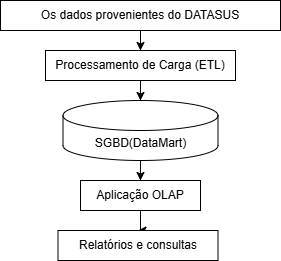 Os dados provenientes do DATASUS
Processamento de Carga (ETL)
SGBD(DataMart)
Aplicação OLAP
Relatórios e consultas